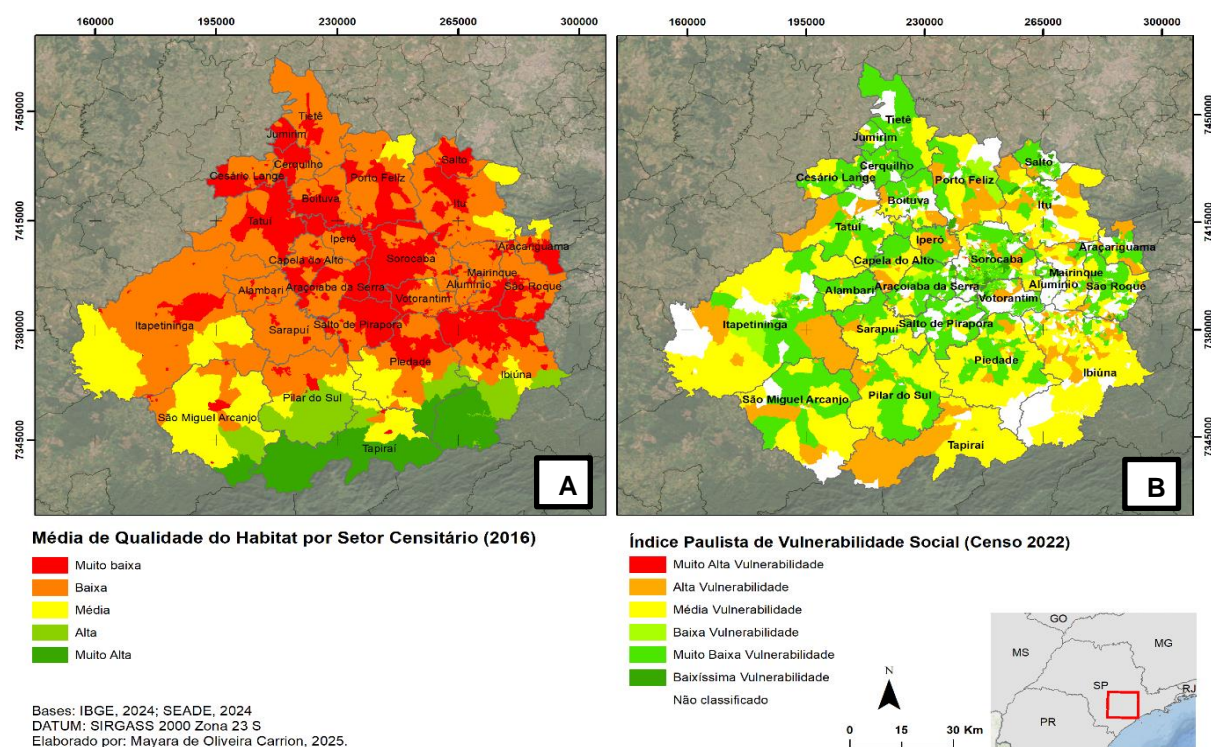 160000 195000 230000 265000 300000
7450000
7415000
7380000
7345000
Tietê
Jumirim
Cerquilho
Cesário Lange
Porto Feliz
Salto
Boituva
Itu
Tatuí
Iperó
Araçariguama
Capela do Alto
Sorocaba
Mairinque
Alumínio
São Roque
Alambari
Araçoiaba da Serra
Votorantim
Itapetininga
Sarapuí
Salto de Pirapora
Piedade
Ibiúna
Pilar do Sul
São Miguel Arcanjo
Tapiraí
A
160000 195000 230000 265000 300000
7450000
7415000
7380000
7345000
Tietê
Jumirim
Cerquilho
Cesário Lange
Porto Feliz
Salto
Boituva
Itu
Tatuí
Iperó
Araçariguama
Capela do Alto
Sorocaba
Mairinque
Alumínio
São Roque
Alambari
Araçoiaba da Serra
Votorantim
Itapetininga
Sarapuí
Salto de Pirapora
Piedade
Ibiúna
São Miguel Arcanjo
Pilar do Sul
Tapiraí
B
Média de Qualidade do Habitat por Setor Censitário (2016)
Muito baixa
Baixa
Média
Alta
Muito Alta
Bases: IBGE, 2024; SEADE, 2024
DATUM: SIRGASS 2000 Zona 23 S
Elaborado por: Mayara de Oliveira Carrion, 2025.
Índice Paulista de Vulnerabilidade Social (Censo 2022)
Muito Alta Vulnerabilidade
Alta Vulnerabilidade
Média Vulnerabilidade
Baixa Vulnerabilidade
Muito Baixa Vulnerabilidade
Baixíssima Vulnerabilidade
Não classificado
N
0 15 30 Km
GO
MS
MG
SP
RJ
PR